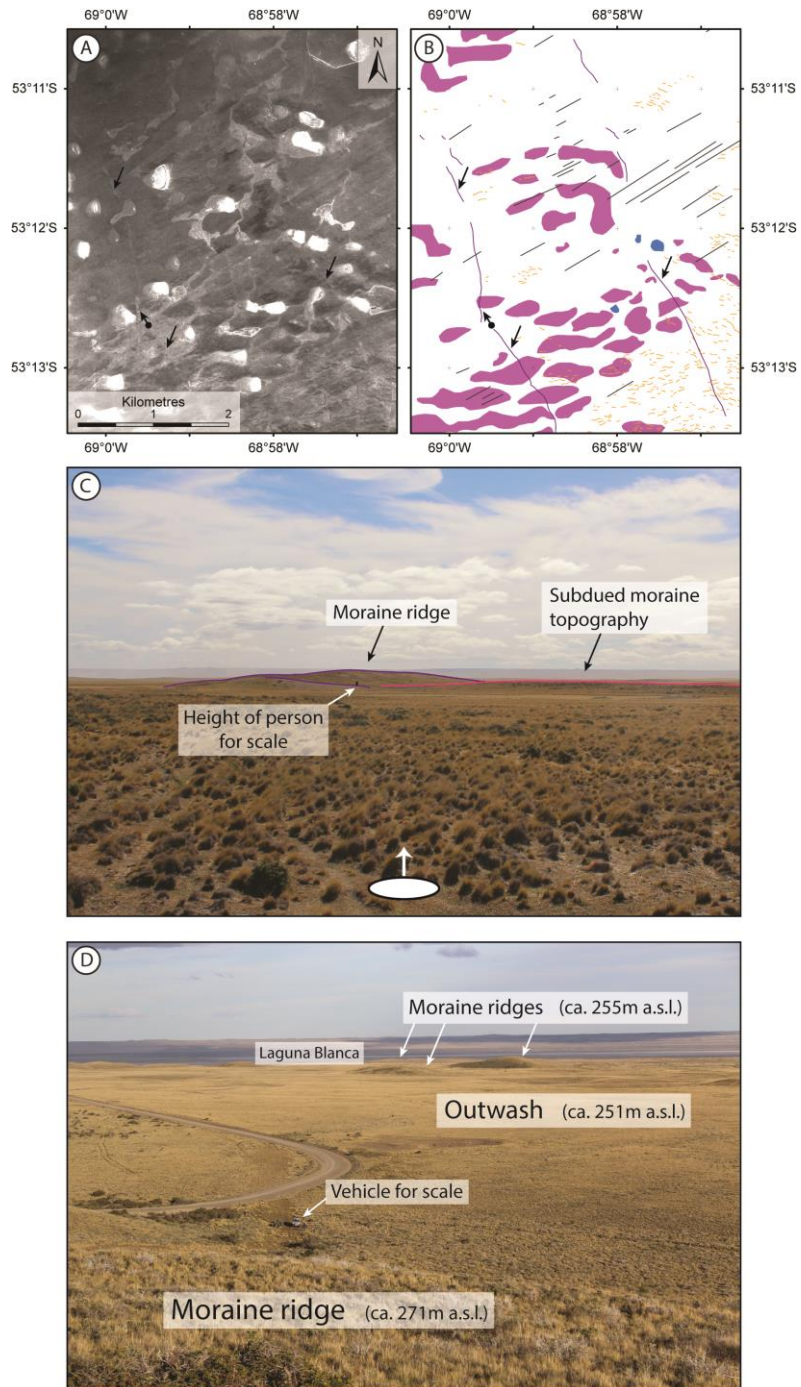 69°0'W
68°58'W
69°0'W
68°58'W
A
N
B
53°11'S
53°11'S
53°12'S
53°12'S
53°13'S
53°13'S
Kilometres
0 1 2
69°0'W
68°58'W
69°0'W
68°58'W
C
Moraine ridge
Subdued moraine
topography
Height of person
for scale
D
Moraine ridges (ca. 255m a.s.l.)
Laguna Blanca
Outwash (ca. 251m a.s.l.)
Vehicle for scale
Moraine ridge (ca. 271m a.s.l.)